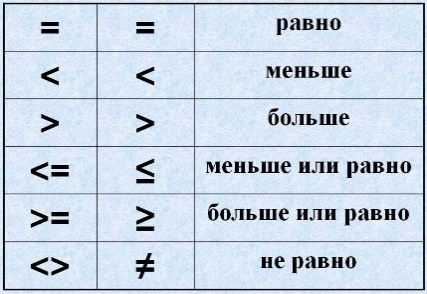 = = равно
< < меньше
> > больше
<= ≤ меньше или равно
>= ≥ больше или равно
<> ≠ не равно